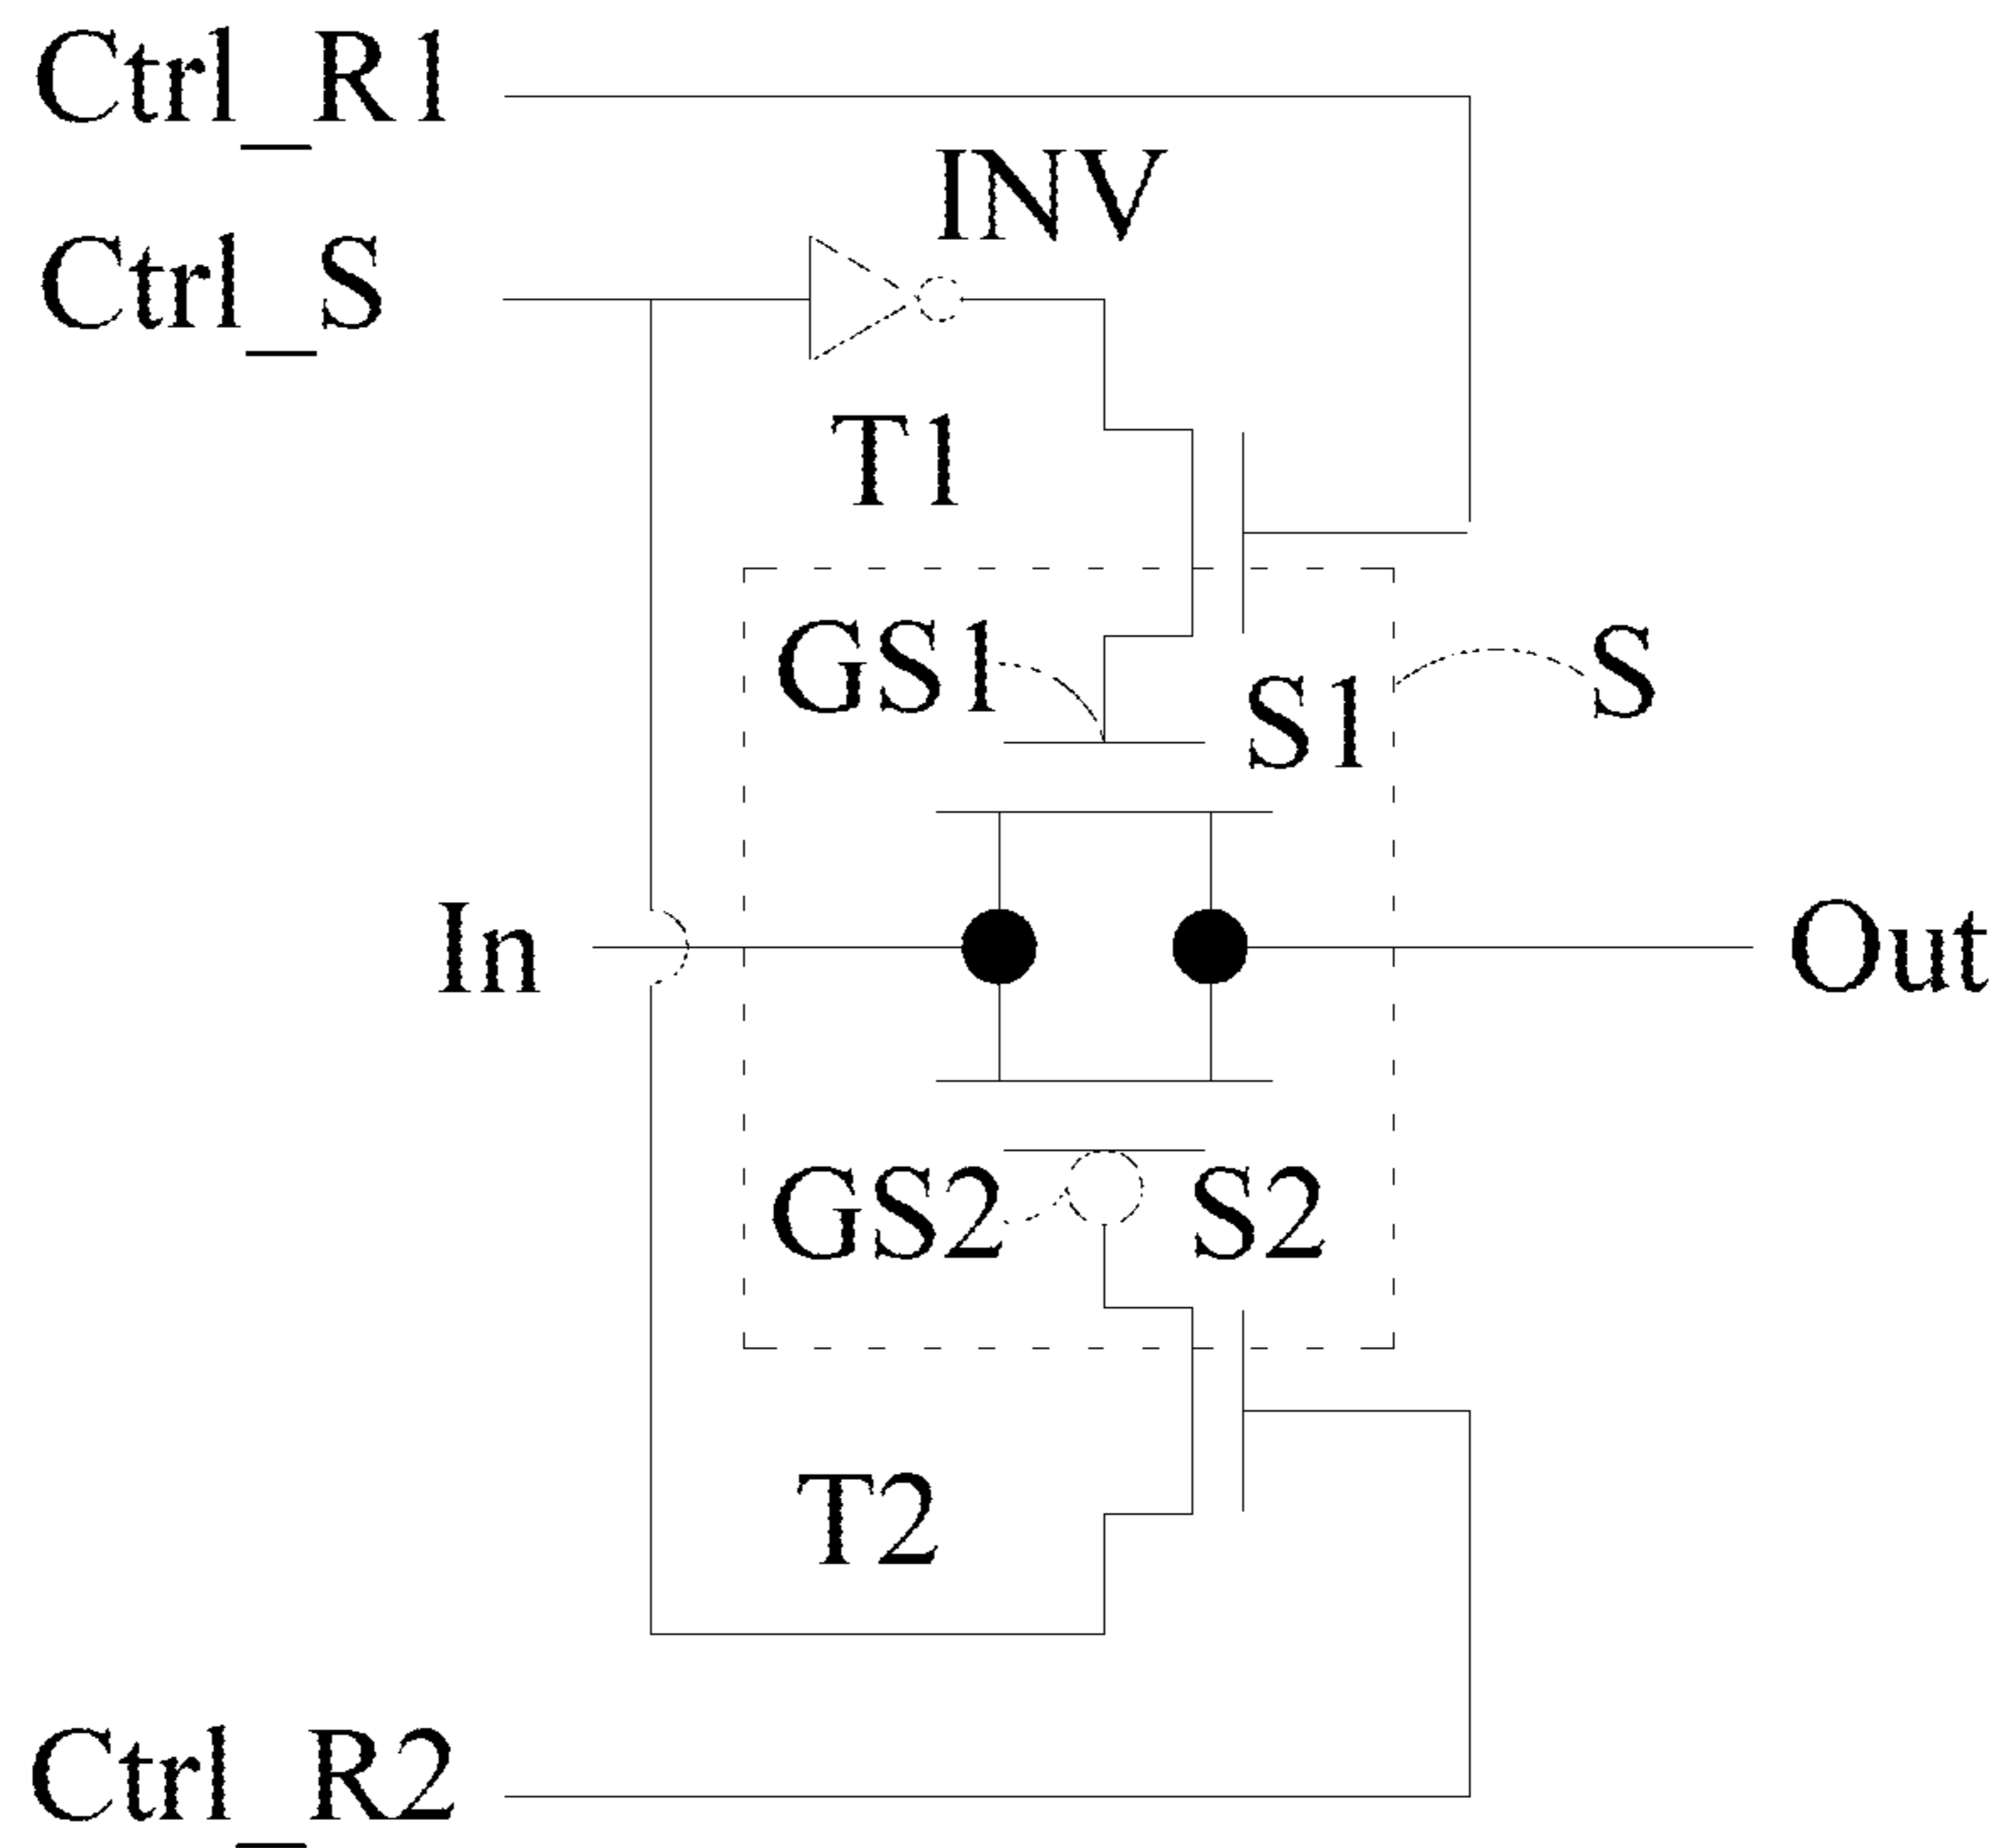 Ctrl_R1
INV
Ctrl_S
T1
GS1
S1
S
In
Out
GS2
S2
T2
Ctrl_R2